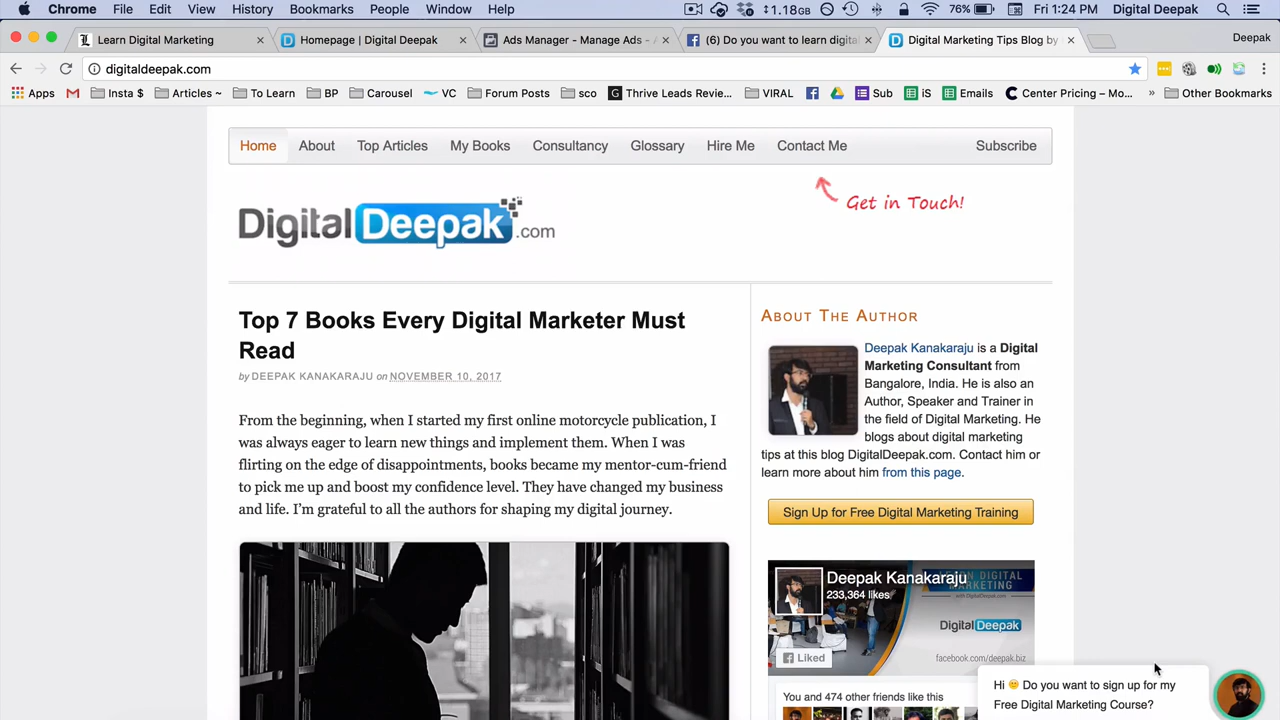 Chrome File Edit View History Bookmarks People Window Help 1.18GB 76% Fri 1:24 PM Digital Deepak
Learn Digital Marketing Homepage | Digital Deepak Ads Manager - Manage Ads - (6) Do you want to learn digital Digital Marketing Tips Blog by Deepak
digitaldeepak.com
Apps Insta $ Articles ~ To Learn BP Carousel VC Forum Posts sco Thrive Leads Revie... VIRAL Sub iS Emails Center Pricing – Mo... » Other Bookmarks
Home About Top Articles My Books Consultancy Glossary Hire Me Contact Me Subscribe
Get in Touch!
DigitalDeepak.com
Top 7 Books Every Digital Marketer Must
Read
by DEEPAK KANAKARAJU on NOVEMBER 10, 2017
From the beginning, when I started my first online motorcycle publication, I
was always eager to learn new things and implement them. When I was
flirting on the edge of disappointments, books became my mentor-cum-friend
to pick me up and boost my confidence level. They have changed my business
and life. I'm grateful to all the authors for shaping my digital journey.
ABOUT THE AUTHOR
Deepak Kanakaraju is a Digital
Marketing Consultant from
Bangalore, India. He is also an
Author, Speaker and Trainer in
the field of Digital Marketing. He
blogs about digital marketing
tips at this blog DigitalDeepak.com. Contact him or
learn more about him from this page.
Sign Up for Free Digital Marketing Training
Deepak Kanakaraju
233,364 likes
LEARN DIGITAL
MARKETING
with DigitalDeepak.com
DigitalDeepak
Liked
facebook.com/deepak.biz
You and 474 other friends like this
Hi 🙂 Do you want to sign up for my
Free Digital Marketing Course?